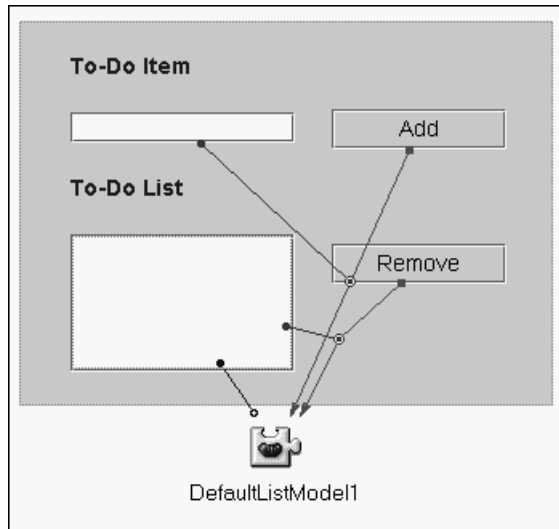 To-Do Item
Add
To-Do List
Remove
DefaultListModel1